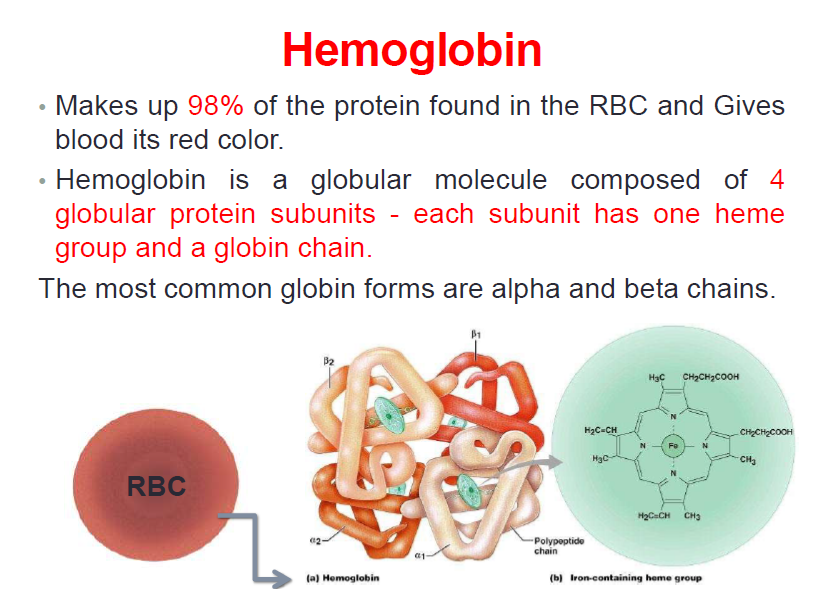 Hemoglobin
• Makes up 98% of the protein found in the RBC and Gives
blood its red color.
• Hemoglobin is a globular molecule composed of 4
globular protein subunits - each subunit has one heme
group and a globin chain.
The most common globin forms are alpha and beta chains.
β1
β2
H₃C CH₂CH₂COOH
N
H₂C=CH CH₂CH₂COOH
N Fe N
H₃C CH₃
N
RBC
H₂C=CH CH₃
α2
Polypeptide
chain
α1
(a) Hemoglobin (b) Iron-containing heme group